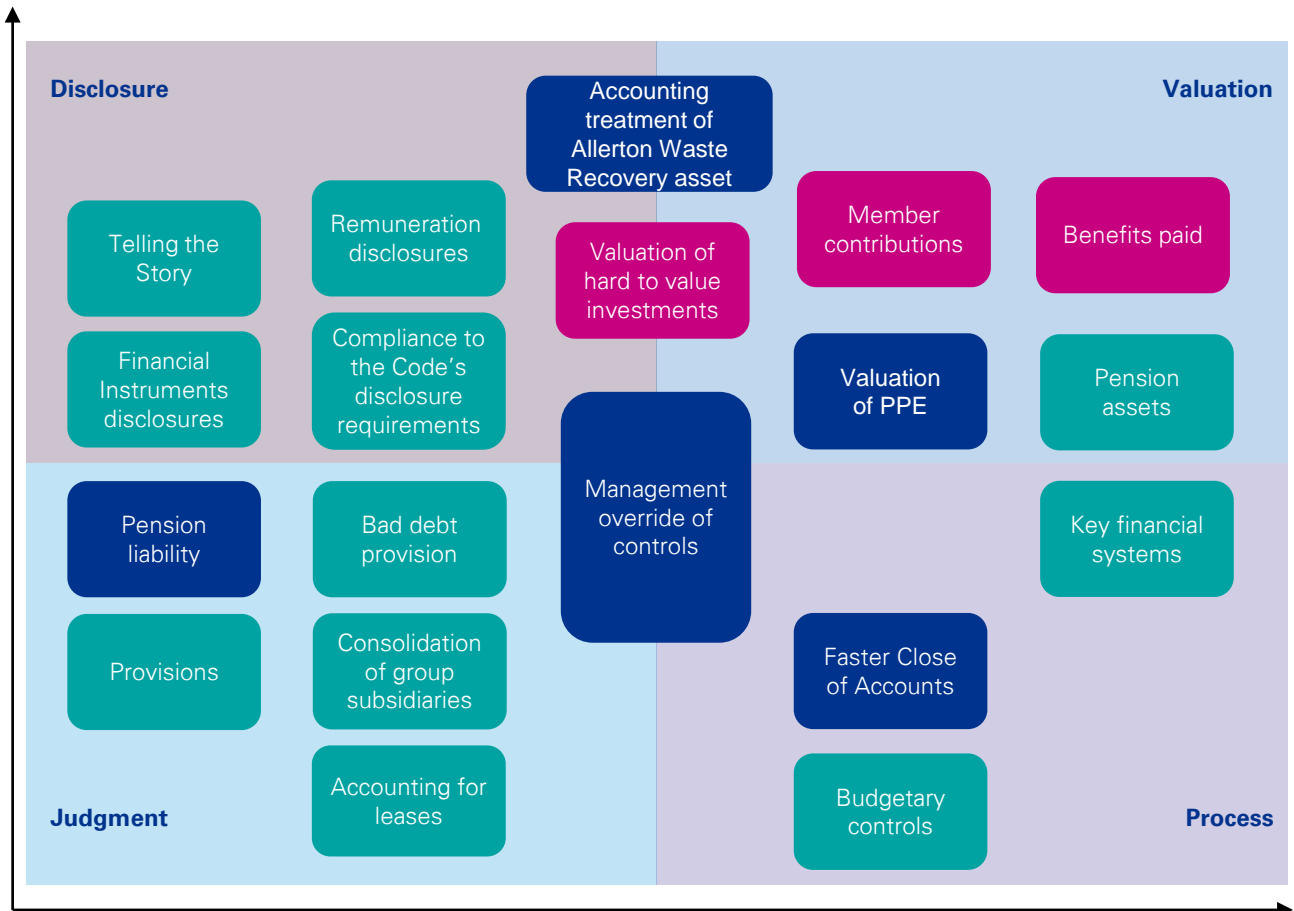 Disclosure
Accounting
treatment of
Allerton Waste
Recovery asset
Valuation
Telling the
Story
Remuneration
disclosures
Valuation of
hard to value
investments
Member
contributions
Benefits paid
Financial
Instruments
disclosures
Compliance to
the Code's
disclosure
requirements
Valuation
of PPE
Pension
assets
Management
override of
controls
Pension
liability
Bad debt
provision
Key financial
systems
Provisions
Consolidation
of group
subsidiaries
Faster Close
of Accounts
Accounting for
leases
Budgetary
controls
Judgment
Process